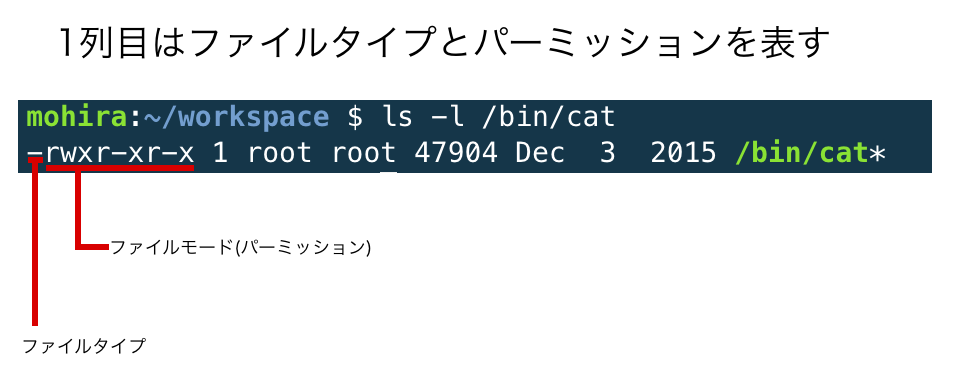 1列目はファイルタイプとパーミッションを表す
mohira:~/workspace $ ls -l /bin/cat
-rwxr-xr-x 1 root root 47904 Dec  3  2015 /bin/cat*
ファイルモード(パーミッション)
ファイルタイプ